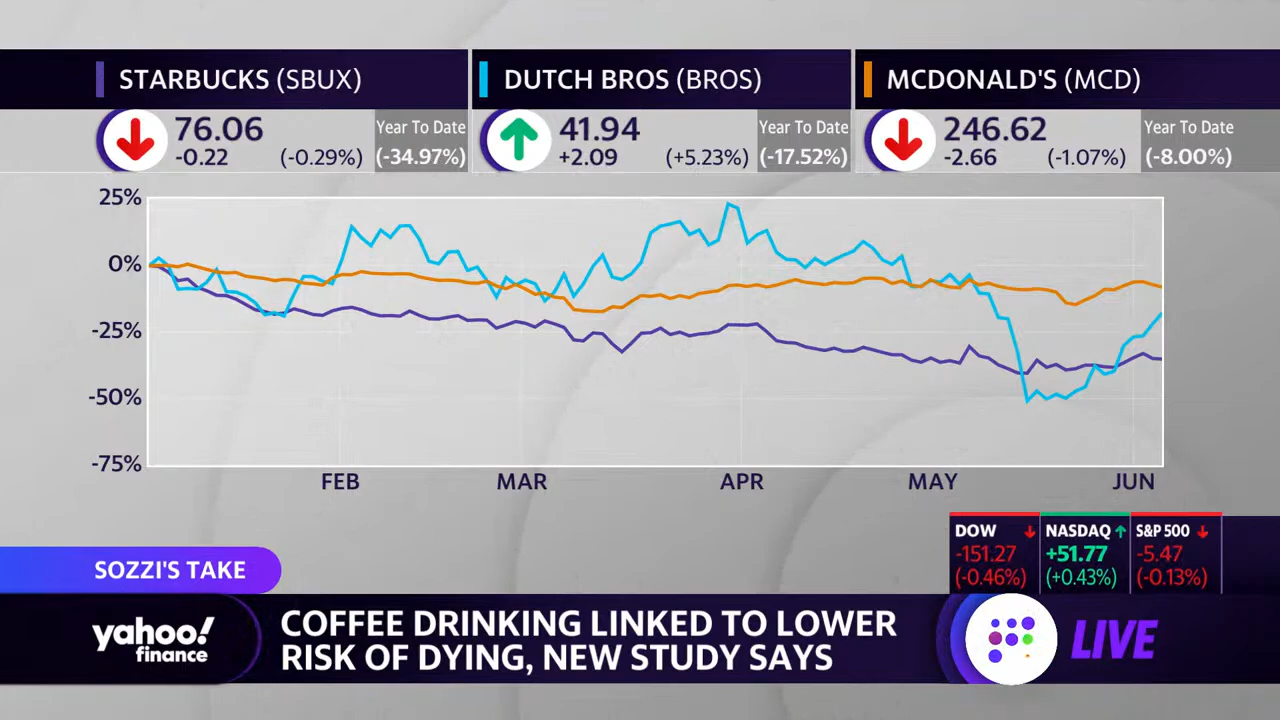 STARBUCKS (SBUX)
76.06
-0.22 (-0.29%)
Year To Date
(-34.97%)
DUTCH BROS (BROS)
41.94
+2.09 (+5.23%)
Year To Date
(-17.52%)
MCDONALD'S (MCD)
246.62
-2.66 (-1.07%)
Year To Date
(-8.00%)
25%
0%
-25%
-50%
-75%
FEB MAR APR MAY JUN
DOW
-151.27
(-0.46%)
NASDAQ
+51.77
(+0.43%)
S&P 500
-5.47
(-0.13%)
SOZZI'S TAKE
yahoo!
finance
COFFEE DRINKING LINKED TO LOWER
RISK OF DYING, NEW STUDY SAYS
LIVE